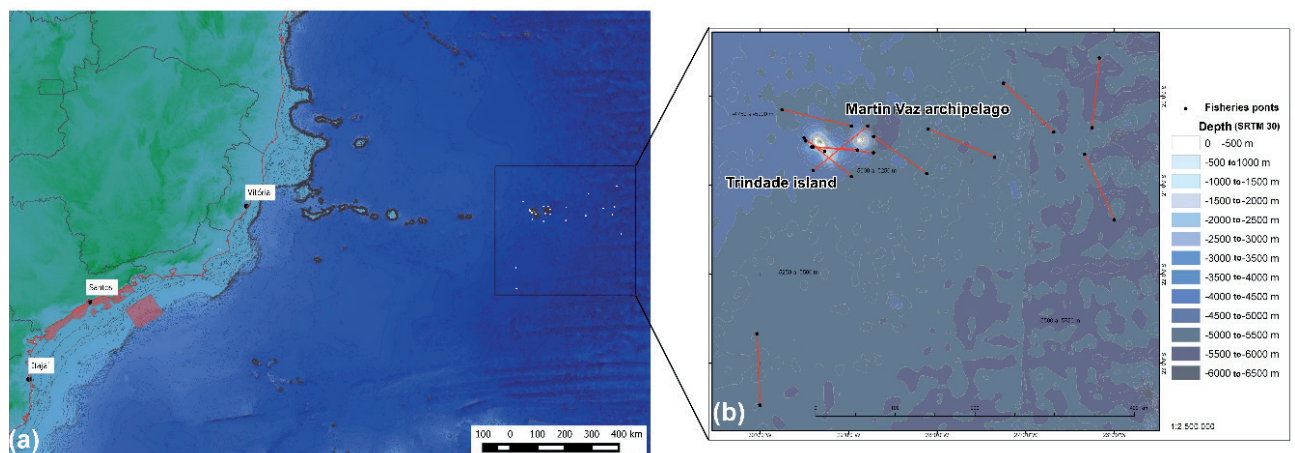 Vitória
Santos
Itajaí
(a)
100 0 100 200 300 400 km
Martin Vaz archipelago
Trindade island
(b)
1:2.500.000
Fisheries ponts
Depth (SRTM 30)
0 -500 m
-500 to 1000 m
-1000 to -1500 m
-1500 to -2000 m
-2000 to -2500 m
-2500 to -3000 m
-3000 to -3500 m
-3500 to -4000 m
-4000 to -4500 m
-4500 to -5000 m
-5000 to -5500 m
-5500 to -6000 m
-6000 to -6500 m